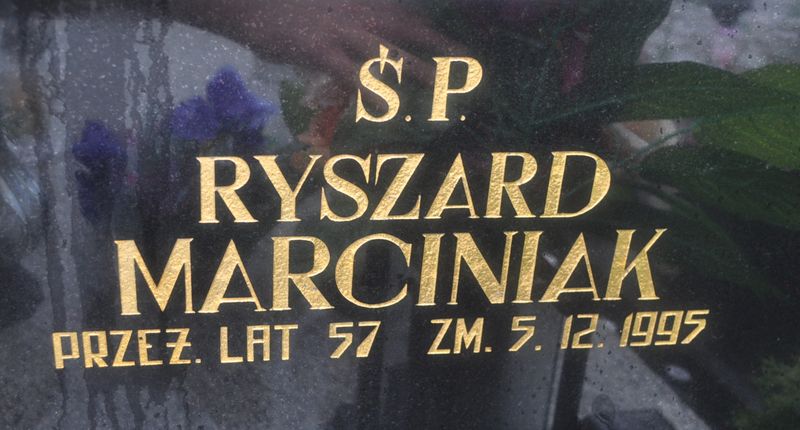 Ś. P.
RYSZARD
MARCINIAK
PRZEŻ. LAT 57 ZM. 5. 12. 1995